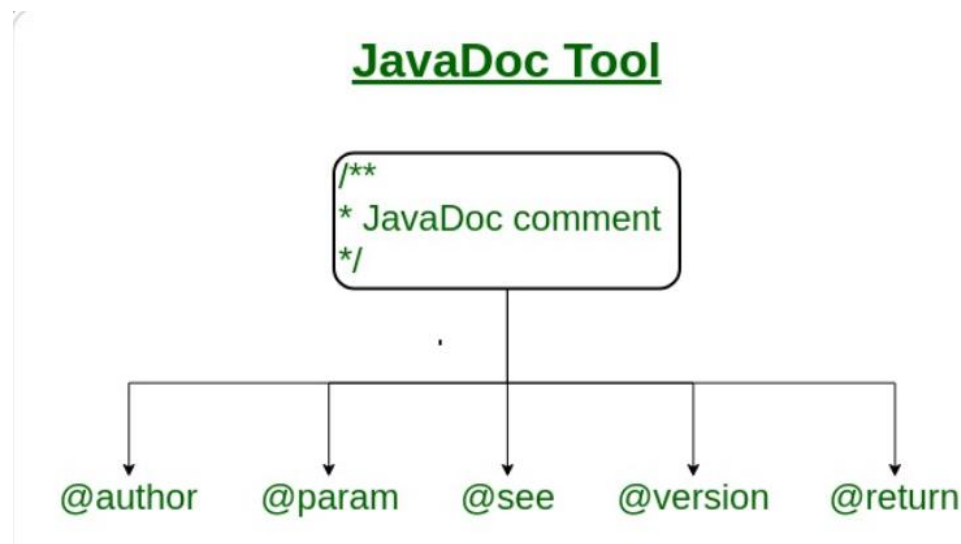 JavaDoc Tool
/**
* JavaDoc comment
*/
@author @param @see @version @return